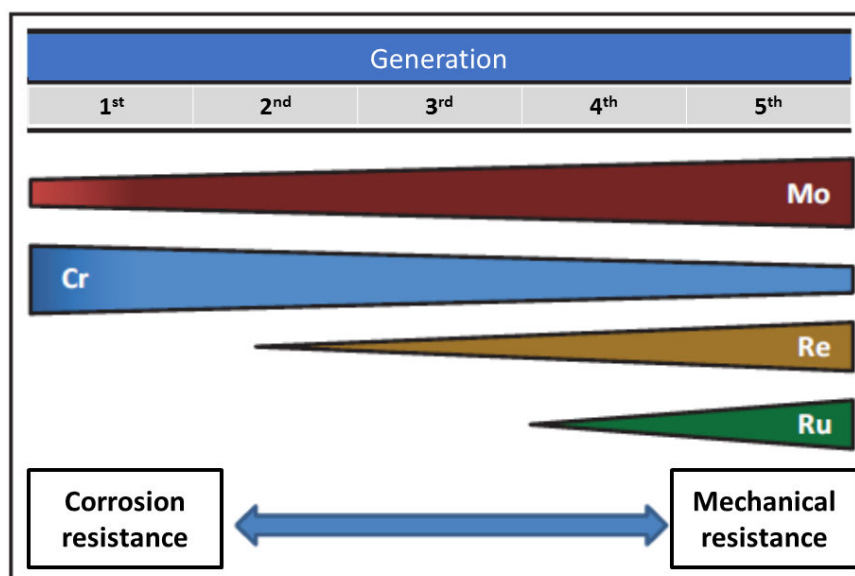 Generation
1st 2nd 3rd 4th 5th
Mo
Cr
Re
Ru
Corrosion
resistance
Mechanical
resistance